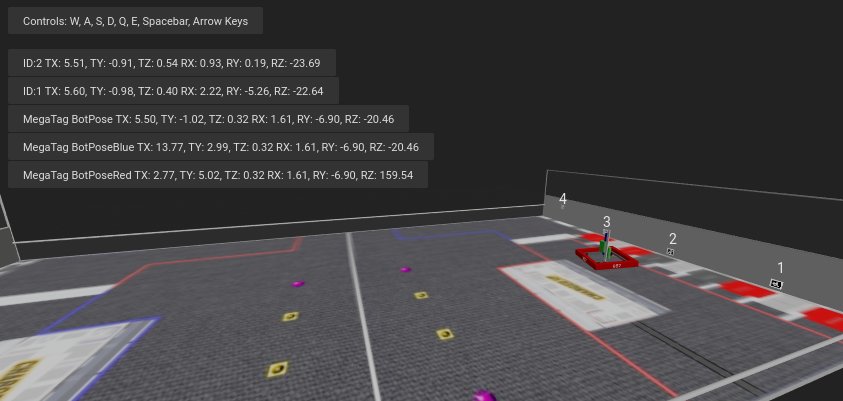 Controls: W, A, S, D, Q, E, Spacebar, Arrow Keys
ID:2 TX: 5.51, TY: -0.91, TZ: 0.54 RX: 0.93, RY: 0.19, RZ: -23.69
ID:1 TX: 5.60, TY: -0.98, TZ: 0.40 RX: 2.22, RY: -5.26, RZ: -22.64
MegaTag BotPose TX: 5.50, TY: -1.02, TZ: 0.32 RX: 1.61, RY: -6.90, RZ: -20.46
MegaTag BotPoseBlue TX: 13.77, TY: 2.99, TZ: 0.32 RX: 1.61, RY: -6.90, RZ: -20.46
MegaTag BotPoseRed TX: 2.77, TY: 5.02, TZ: 0.32 RX: 1.61, RY: -6.90, RZ: 159.54
4
3
2
1